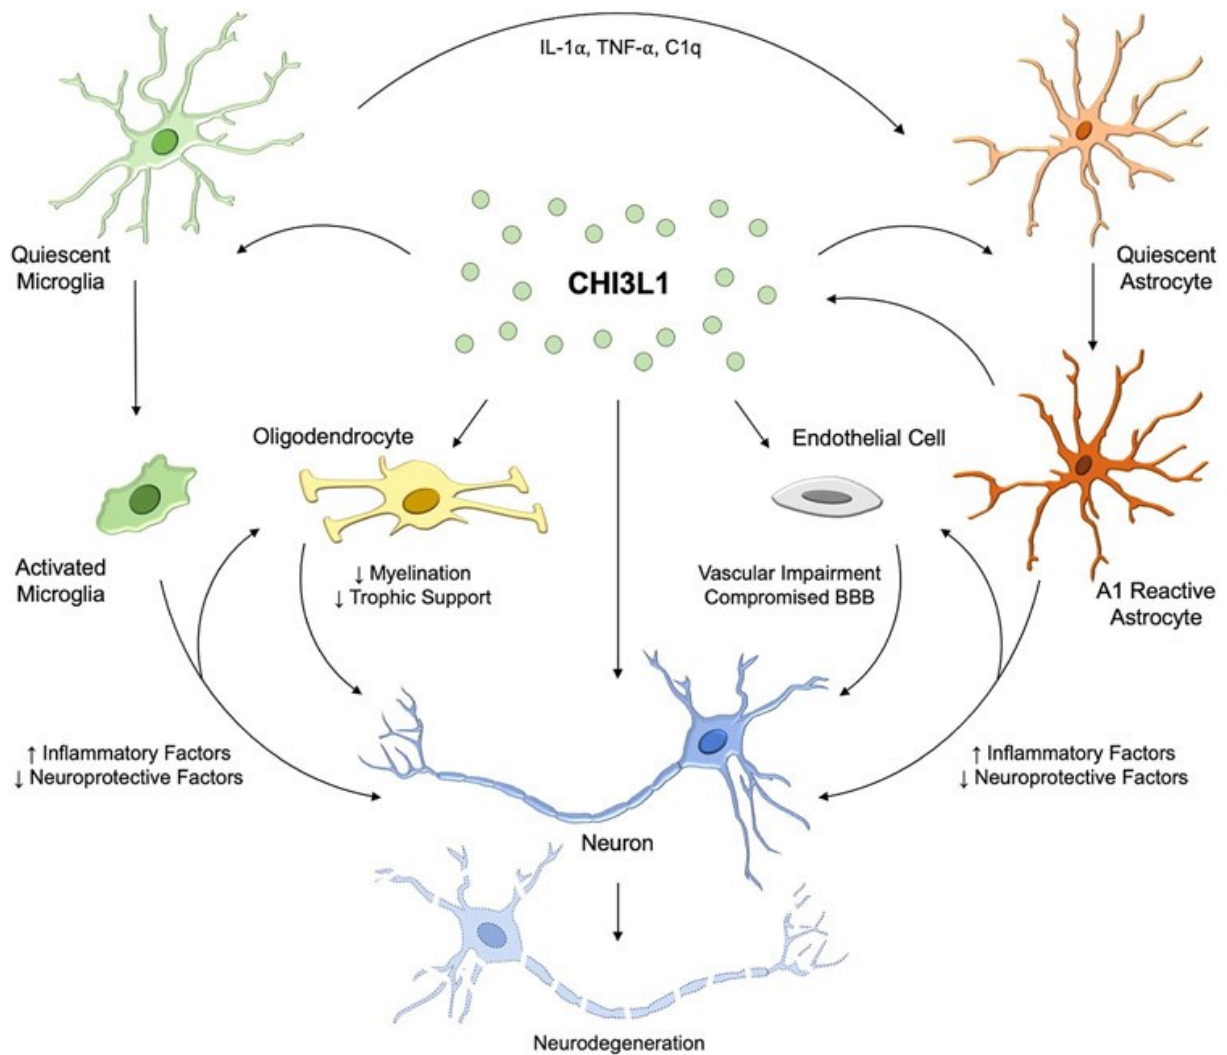 IL-1α, TNF-α, C1q
Quiescent
Microglia
CHI3L1
Quiescent
Astrocyte
Oligodendrocyte
Endothelial Cell
Activated
Microglia
↓ Myelination
↓ Trophic Support
Vascular Impairment
Compromised BBB
A1 Reactive
Astrocyte
↑ Inflammatory Factors
↓ Neuroprotective Factors
↑ Inflammatory Factors
↓ Neuroprotective Factors
Neuron
Neurodegeneration